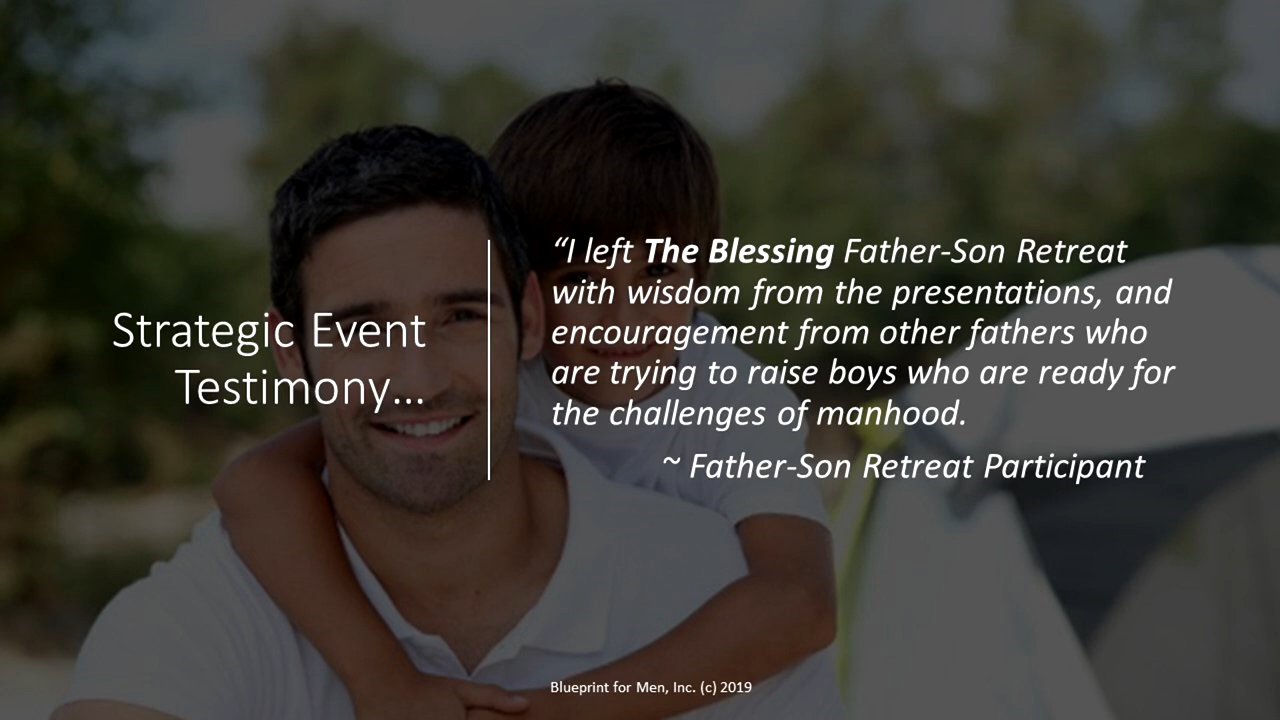 Strategic Event
Testimony...
“I left The Blessing Father-Son Retreat
with wisdom from the presentations, and
encouragement from other fathers who
are trying to raise boys who are ready for
the challenges of manhood.
~ Father-Son Retreat Participant
Blueprint for Men, Inc. (c) 2019